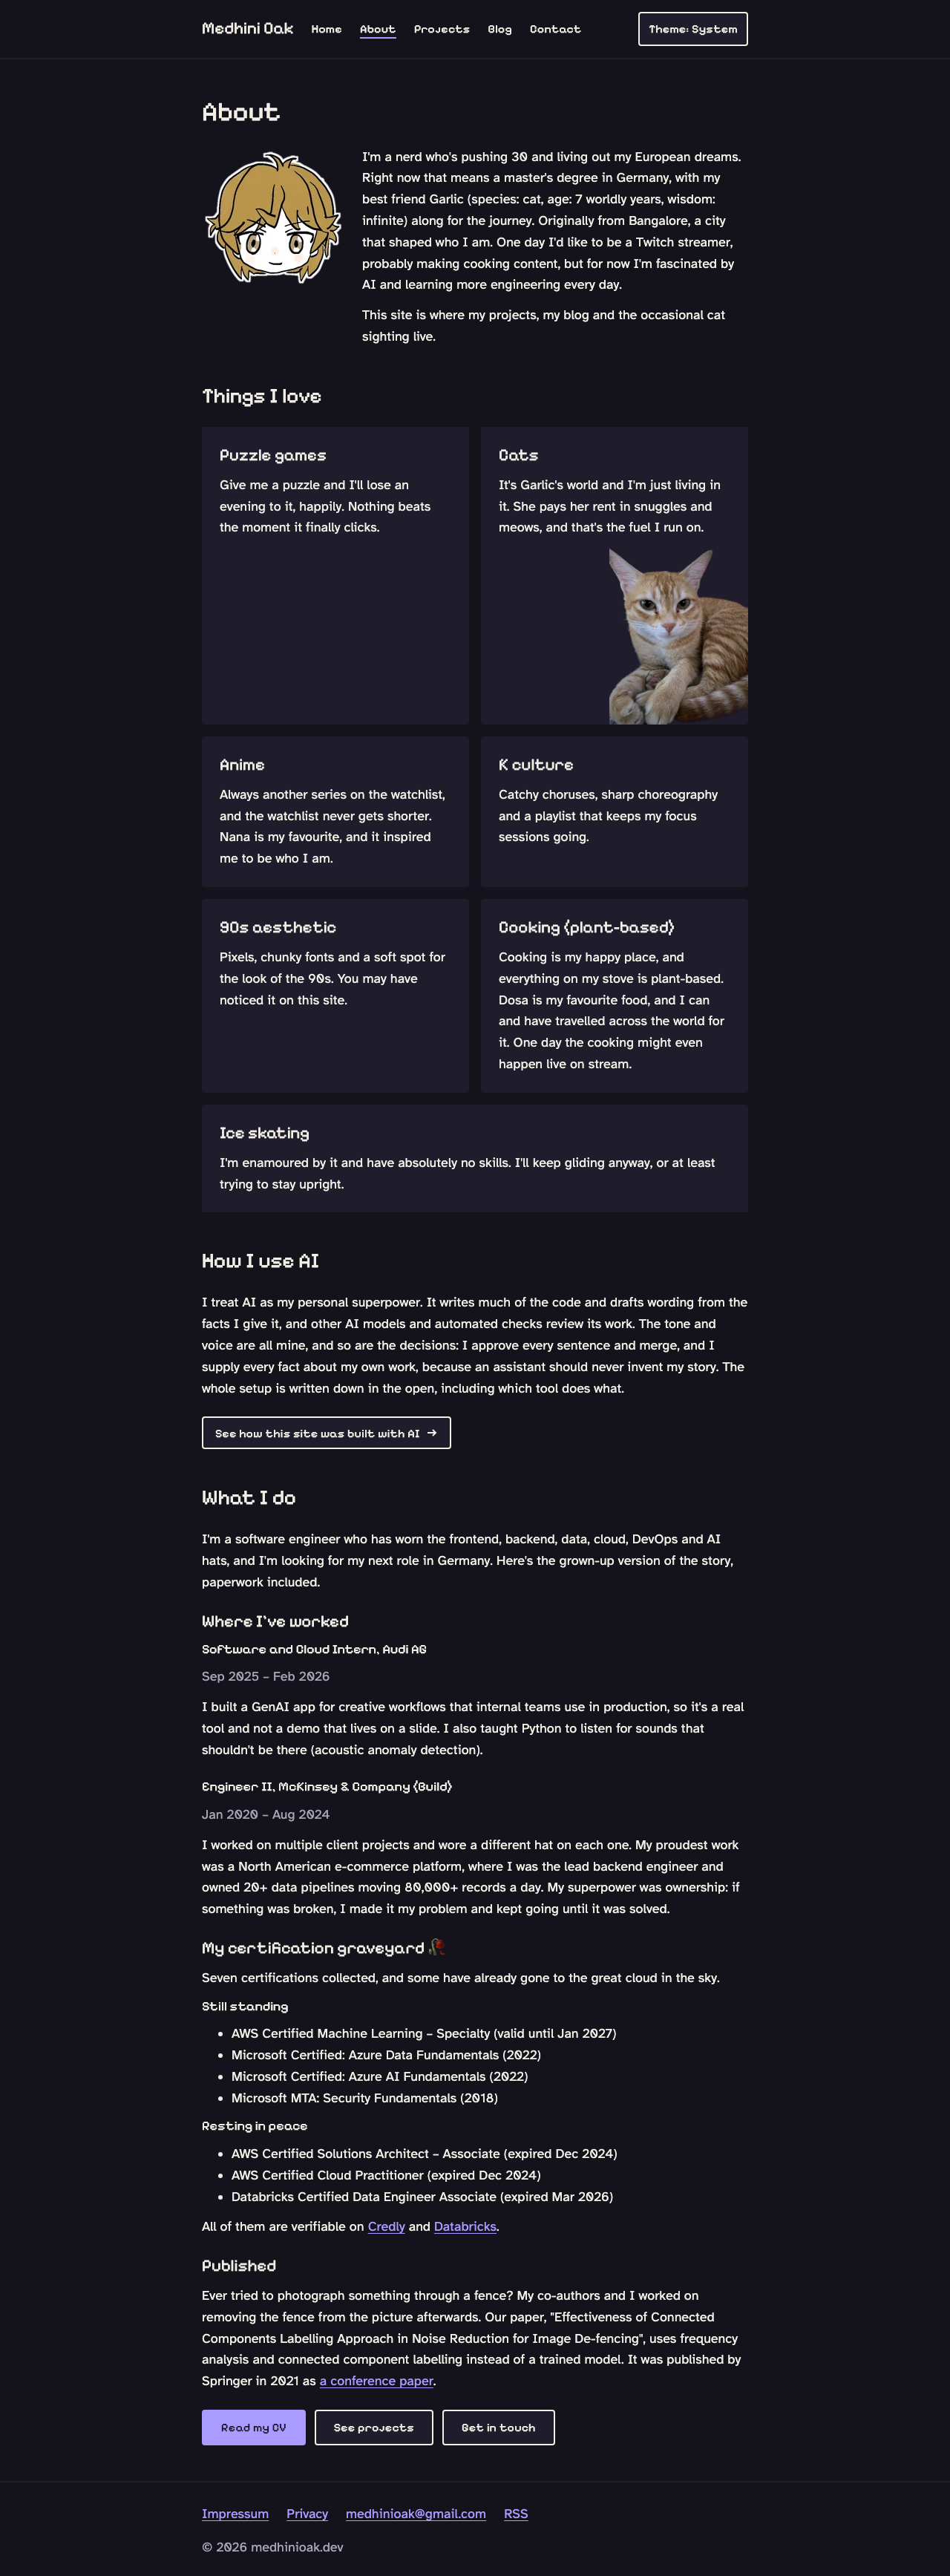 Medhini Oak
Home
About
Projects
Blog
Contact
Theme: System
About
I'm a nerd who's pushing 30 and living out my European dreams.
Right now that means a master's degree in Germany, with my
best friend Garlic (species: cat, age: 7 worldly years, wisdom:
infinite) along for the journey. Originally from Bangalore, a city
that shaped who I am. One day I'd like to be a Twitch streamer,
probably making cooking content, but for now I'm fascinated by
AI and learning more engineering every day.
This site is where my projects, my blog and the occasional cat
sighting live.
Things I love
Puzzle games
Give me a puzzle and I'll lose an
evening to it, happily. Nothing beats
the moment it finally clicks.
Cats
It's Garlic's world and I'm just living in
it. She pays her rent in snuggles and
meows, and that's the fuel I run on.
Anime
Always another series on the watchlist,
and the watchlist never gets shorter.
Nana is my favourite, and it inspired
me to be who I am.
K culture
Catchy choruses, sharp choreography
and a playlist that keeps my focus
sessions going.
90s aesthetic
Pixels, chunky fonts and a soft spot for
the look of the 90s. You may have
noticed it on this site.
Cooking (plant-based)
Cooking is my happy place, and
everything on my stove is plant-based.
Dosa is my favourite food, and I can
and have travelled across the world for
it. One day the cooking might even
happen live on stream.
Ice skating
I'm enamoured by it and have absolutely no skills. I'll keep gliding anyway, or at least
trying to stay upright.
How I use AI
I treat AI as my personal superpower. It writes much of the code and drafts wording from the
facts I give it, and other AI models and automated checks review its work. The tone and
voice are all mine, and so are the decisions: I approve every sentence and merge, and I
supply every fact about my own work, because an assistant should never invent my story. The
whole setup is written down in the open, including which tool does what.
See how this site was built with AI →
What I do
I'm a software engineer who has worn the frontend, backend, data, cloud, DevOps and AI
hats, and I'm looking for my next role in Germany. Here's the grown-up version of the story,
paperwork included.
Where I've worked
Software and Cloud Intern, Audi AG
Sep 2025 – Feb 2026
I built a GenAI app for creative workflows that internal teams use in production, so it's a real
tool and not a demo that lives on a slide. I also taught Python to listen for sounds that
shouldn't be there (acoustic anomaly detection).
Engineer II, McKinsey & Company (Build)
Jan 2020 – Aug 2024
I worked on multiple client projects and wore a different hat on each one. My proudest work
was a North American e-commerce platform, where I was the lead backend engineer and
owned 20+ data pipelines moving 80,000+ records a day. My superpower was ownership: if
something was broken, I made it my problem and kept going until it was solved.
My certification graveyard 🥀
Seven certifications collected, and some have already gone to the great cloud in the sky.
Still standing
• AWS Certified Machine Learning – Specialty (valid until Jan 2027)
• Microsoft Certified: Azure Data Fundamentals (2022)
• Microsoft Certified: Azure AI Fundamentals (2022)
• Microsoft MTA: Security Fundamentals (2018)
Resting in peace
• AWS Certified Solutions Architect – Associate (expired Dec 2024)
• AWS Certified Cloud Practitioner (expired Dec 2024)
• Databricks Certified Data Engineer Associate (expired Mar 2026)
All of them are verifiable on Credly and Databricks.
Published
Ever tried to photograph something through a fence? My co-authors and I worked on
removing the fence from the picture afterwards. Our paper, "Effectiveness of Connected
Components Labelling Approach in Noise Reduction for Image De-fencing", uses frequency
analysis and connected component labelling instead of a trained model. It was published by
Springer in 2021 as a conference paper.
Read my CV
See projects
Get in touch
Impressum
Privacy
medhinioak@gmail.com
RSS
© 2026 medhinioak.dev